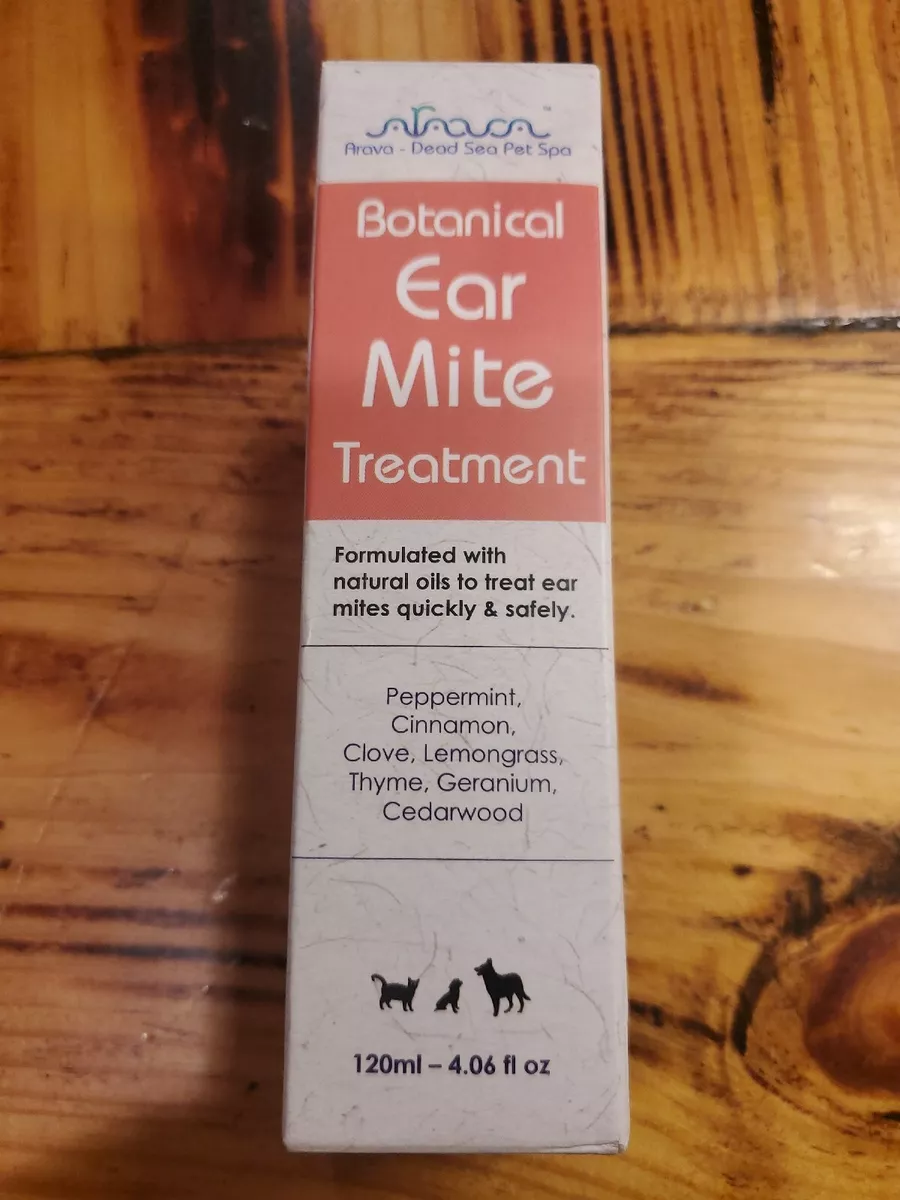 arava
Arava - Dead Sea Pet Spa
Botanical
Ear
Mite
Treatment
Formulated with
natural oils to treat ear
mites quickly & safely.
Peppermint,
Cinnamon,
Clove, Lemongrass,
Thyme, Geranium,
Cedarwood
120ml – 4.06 fl oz